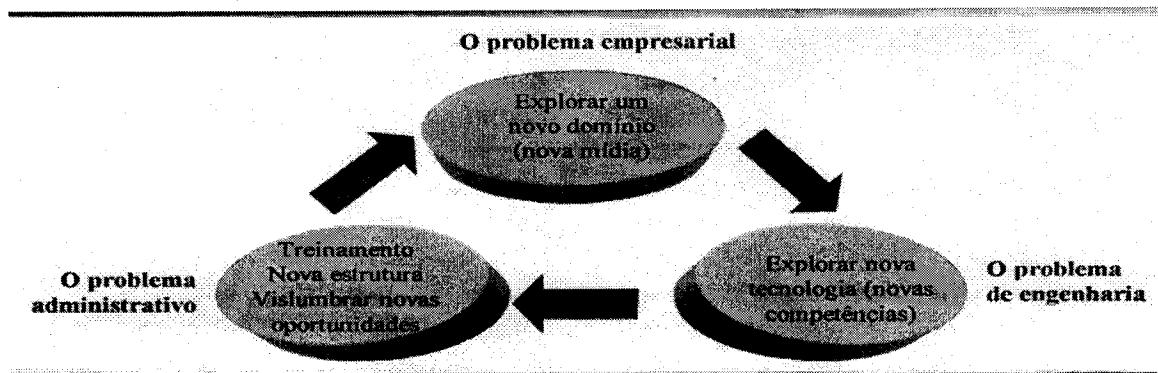 O problema empresarial
Explorar um
novo domínio
(nova mídia)
Treinamento
Nova estrutura
Vislumbrar novas
oportunidades
O problema
administrativo
Explorar nova
tecnologia (novas
competências)
O problema
de engenharia